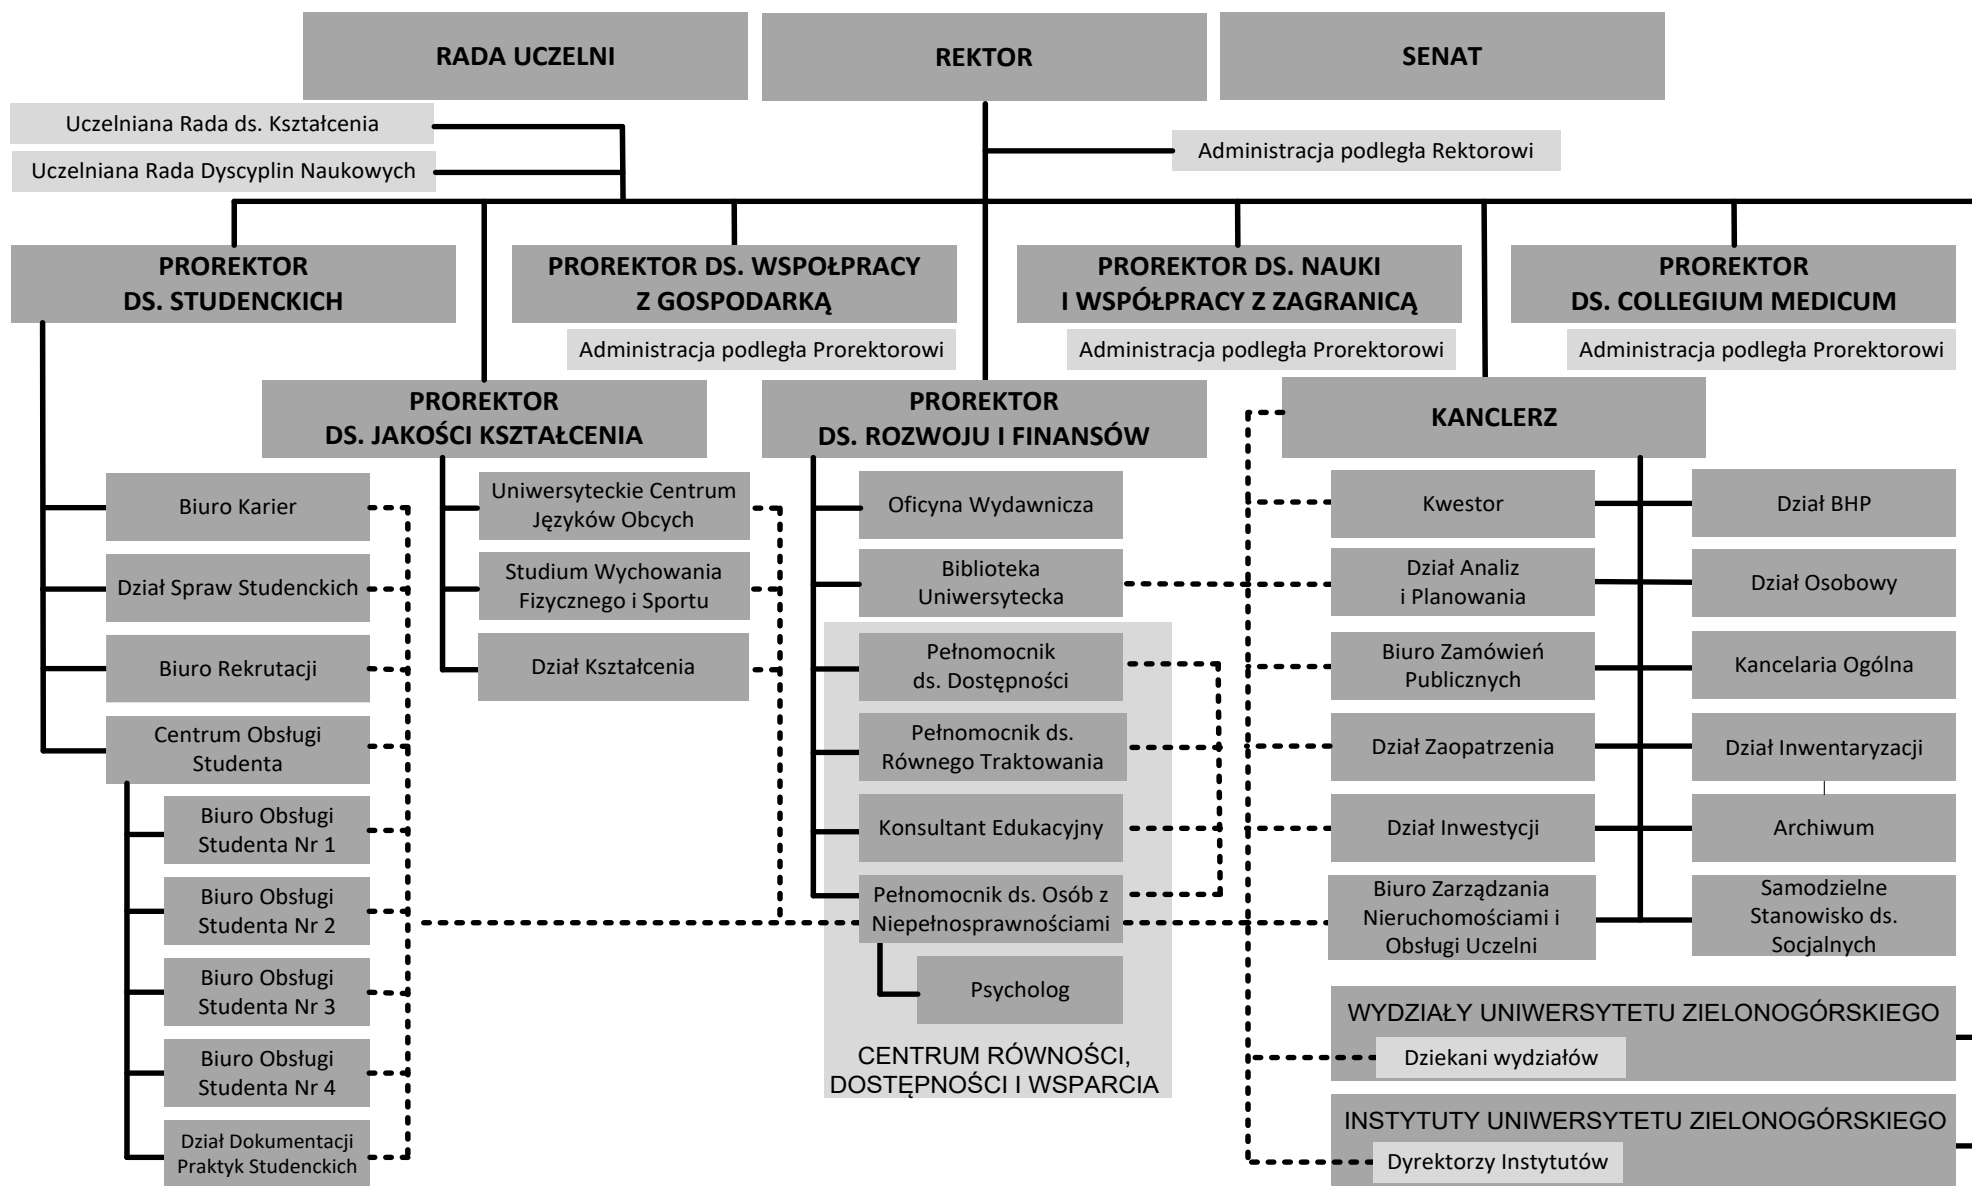 RADA UCZELNI
REKTOR
SENAT
Uczelniana Rada ds. Kształcenia
Uczelniana Rada Dyscyplin Naukowych
Administracja podległa Rektorowi
PROREKTOR
DS. STUDENCKICH
PROREKTOR DS. WSPOŁPRACY
Z GOSPODARKĄ
Administracja podległa Prorektorowi
PROREKTOR DS. NAUKI
I WSPÓŁPRACY Z ZAGRANICĄ
Administracja podległa Prorektorowi
PROREKTOR
DS. COLLEGIUM MEDICUM
Administracja podległa Prorektorowi
PROREKTOR
DS. JAKOŚCI KSZTAŁCENIA
PROREKTOR
DS. ROZWOJU I FINANSÓW
KANCLERZ
Biuro Karier
Dział Spraw Studenckich
Biuro Rekrutacji
Centrum Obsługi
Studenta
Biuro Obsługi
Studenta Nr 1
Biuro Obsługi
Studenta Nr 2
Biuro Obsługi
Studenta Nr 3
Biuro Obsługi
Studenta Nr 4
Dział Dokumentacji
Praktyk Studenckich
Uniwersyteckie Centrum
Języków Obcych
Studium Wychowania
Fizycznego i Sportu
Dział Kształcenia
Oficyna Wydawnicza
Biblioteka
Uniwersytecka
Pełnomocnik
ds. Dostępności
Pełnomocnik ds.
Równego Traktowania
Konsultant Edukacyjny
Pełnomocnik ds. Osób z
Niepełnosprawnościami
Psycholog
CENTRUM RÓWNOŚCI,
DOSTĘPNOŚCI I WSPARCIA
Kwestor
Dział Analiz
i Planowania
Biuro Zamówień
Publicznych
Dział Zaopatrzenia
Dział Inwestycji
Biuro Zarządzania
Nieruchomościami i
Obsługi Uczelni
Dział BHP
Dział Osobowy
Kancelaria Ogólna
Dział Inwentaryzacji
Archiwum
Samodzielne
Stanowisko ds.
Socjalnych
WYDZIAŁY UNIWERSYTETU ZIELONOGÓRSKIEGO
Dziekani wydziałów
INSTYTUTY UNIWERSYTETU ZIELONOGÓRSKIEGO
Dyrektorzy Instytutów